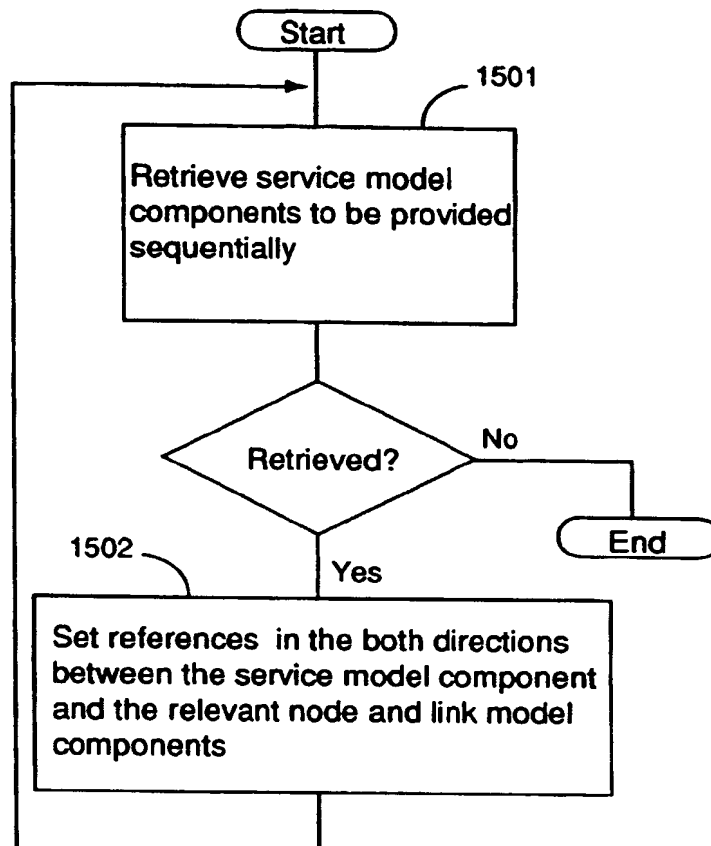 Start
1501
Retrieve service model
components to be provided
sequentially
Retrieved?
No
End
1502
Yes
Set references in the both directions
between the service model component
and the relevant node and link model
components